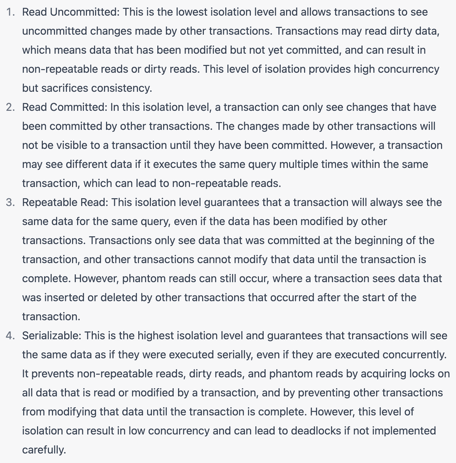 1. Read Uncommitted: This is the lowest isolation level and allows transactions to see
uncommitted changes made by other transactions. Transactions may read dirty data,
which means data that has been modified but not yet committed, and can result in
non-repeatable reads or dirty reads. This level of isolation provides high concurrency
but sacrifices consistency.
2. Read Committed: In this isolation level, a transaction can only see changes that have
been committed by other transactions. The changes made by other transactions will
not be visible to a transaction until they have been committed. However, a transaction
may see different data if it executes the same query multiple times within the same
transaction, which can lead to non-repeatable reads.
3. Repeatable Read: This isolation level guarantees that a transaction will always see the
same data for the same query, even if the data has been modified by other
transactions. Transactions only see data that was committed at the beginning of the
transaction, and other transactions cannot modify that data until the transaction is
complete. However, phantom reads can still occur, where a transaction sees data that
was inserted or deleted by other transactions that occurred after the start of the
transaction.
4. Serializable: This is the highest isolation level and guarantees that transactions will see
the same data as if they were executed serially, even if they are executed concurrently.
It prevents non-repeatable reads, dirty reads, and phantom reads by acquiring locks on
all data that is read or modified by a transaction, and by preventing other transactions
from modifying that data until the transaction is complete. However, this level of
isolation can result in low concurrency and can lead to deadlocks if not implemented
carefully.